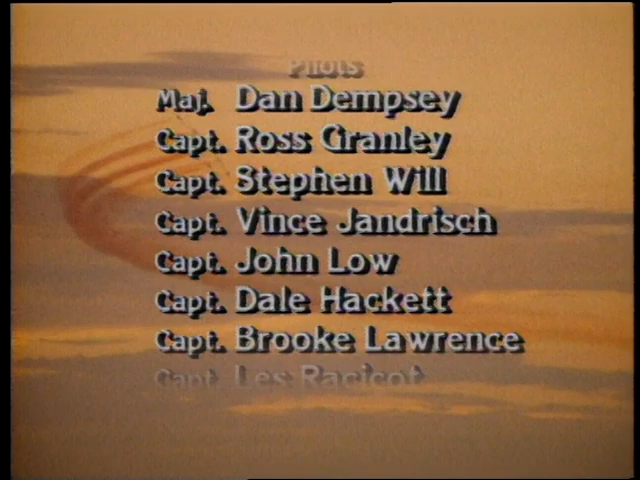 Pilots
Maj. Dan Dempsey
Capt. Ross Granley
Capt. Stephen Will
Capt. Vince Jandrisch
Capt. John Low
Capt. Dale Hackett
Capt. Brooke Lawrence
Capt. Les Racicot